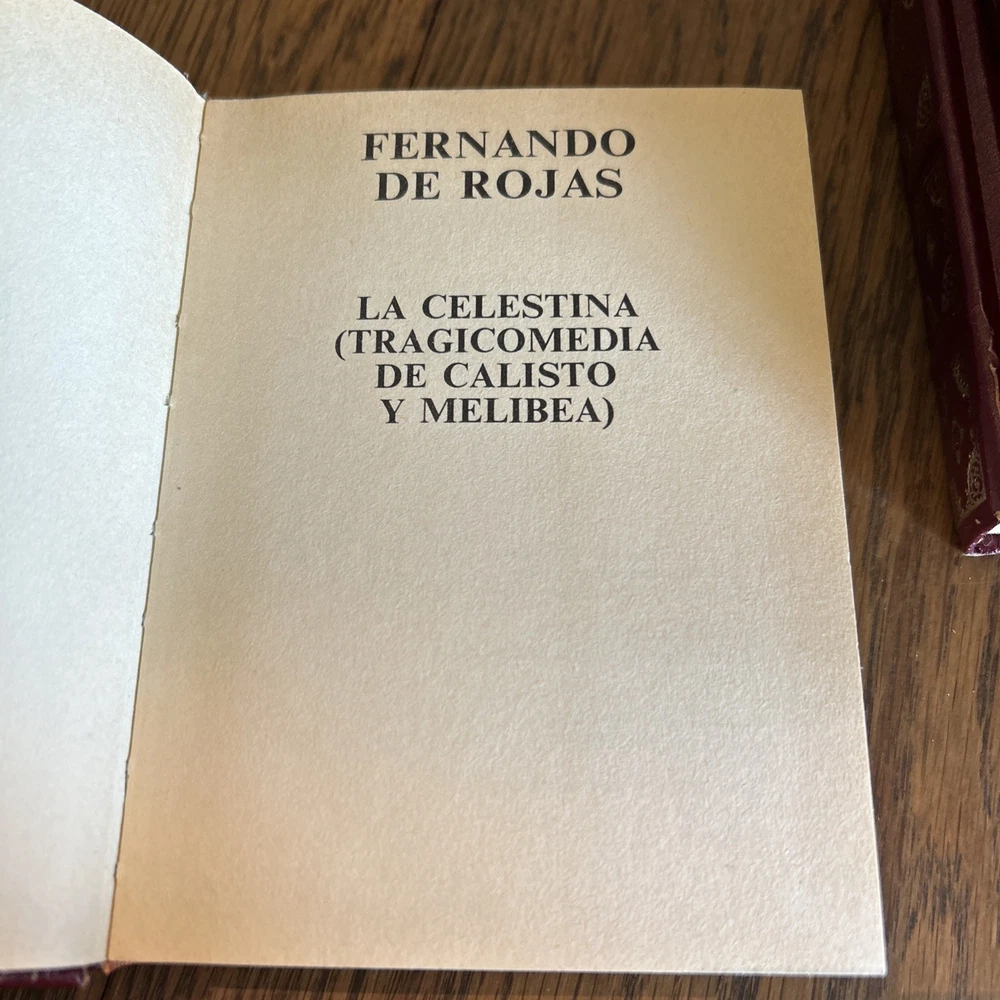 FERNANDO
DE ROJAS
LA CELESTINA
(TRAGICOMEDIA
DE CALISTO
Y MELIBEA)